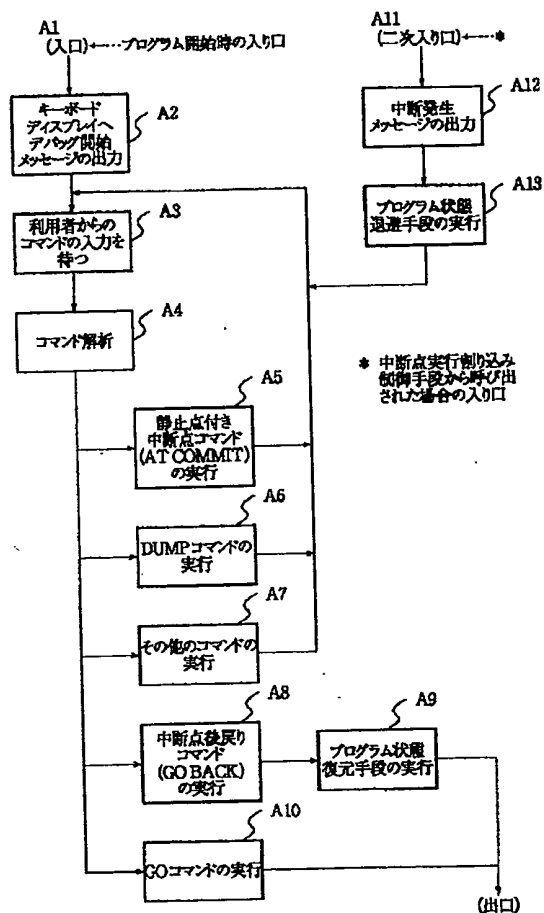 A1
(入口)←‥‥プログラム開始時の入り口
A2
キーボード
ディスプレイへ
デバッグ開始
メッセージの出力
A3
利用者からの
コマンドの入力を
待つ
A4
コマンド解析
A5
静止点付き
中断点コマンド
(AT COMMIT)
の実行
A6
DUMPコマンドの
実行
A7
その他のコマンドの
実行
A8
中断点後戻り
コマンド
(GO BACK)
の実行
A9
プログラム状態
復元手段の実行
A10
GOコマンドの実行
(出口)
A11
(二次入り口)←‥‥*
A12
中断発生
メッセージの出力
A13
プログラム状態
退避手段の実行
* 中断点実行割り込み
制御手段から呼び出
された場合の入り口